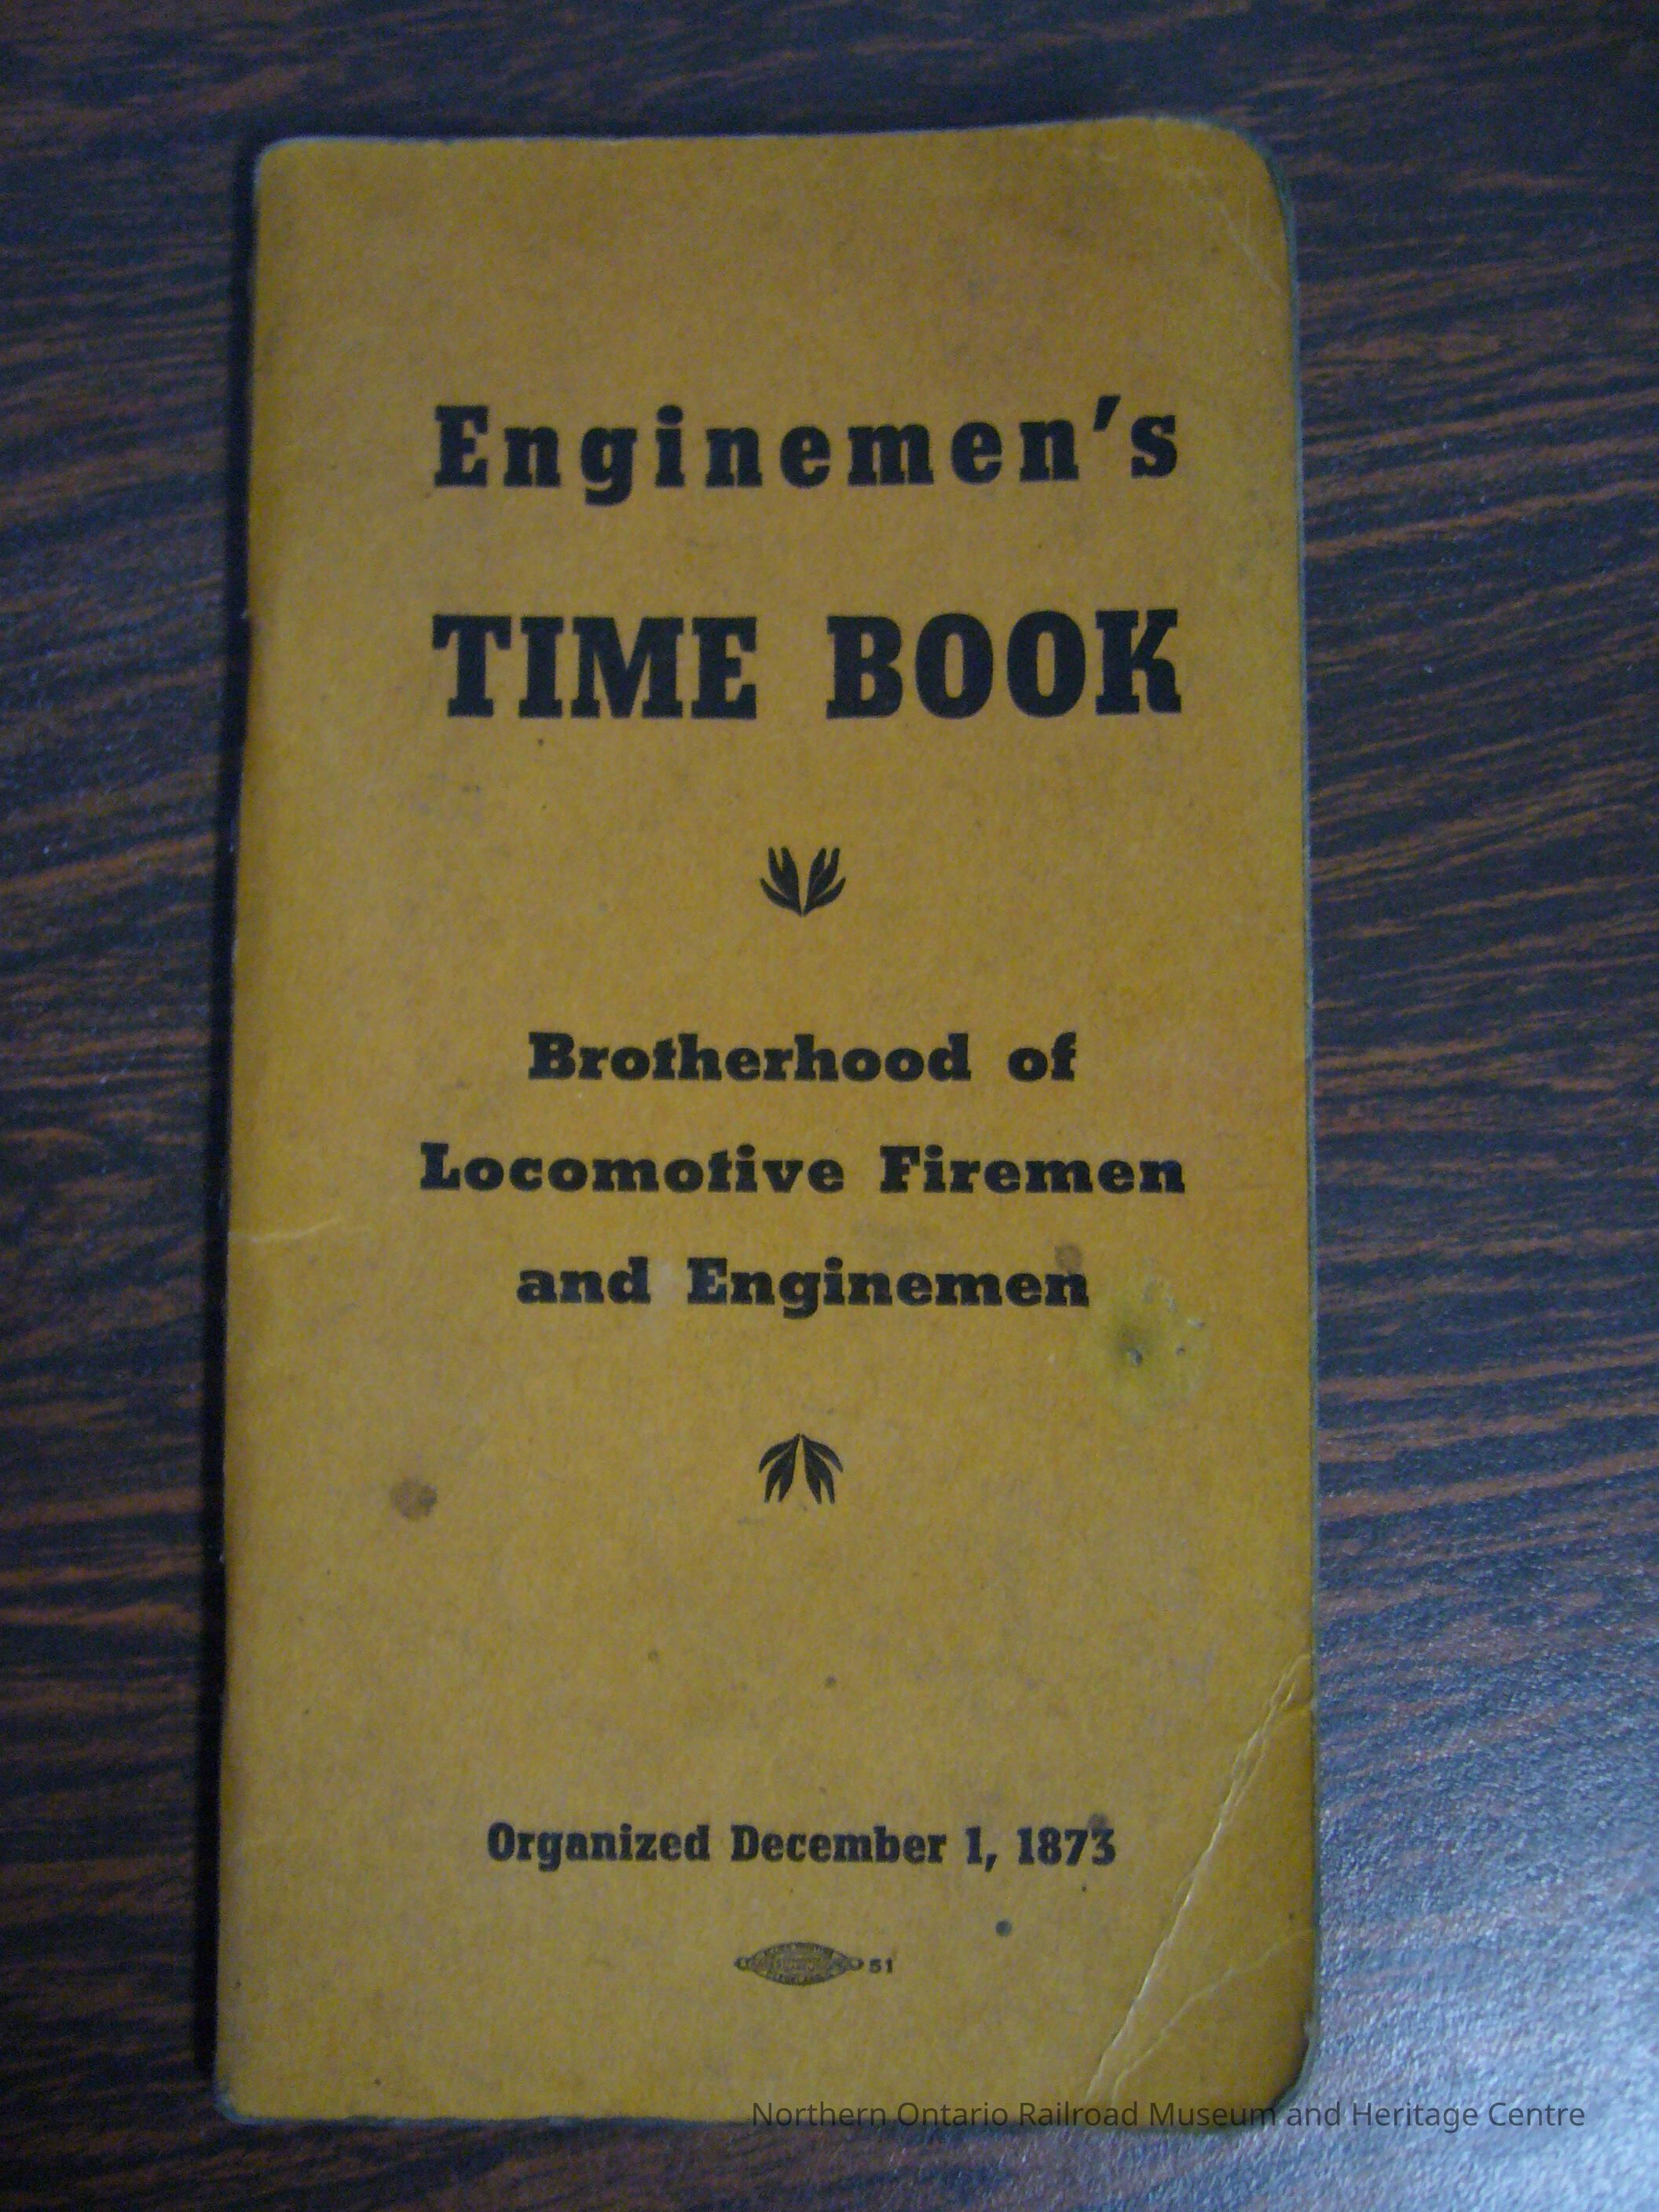 Enginemen's
TIME BOOK
Brotherhood of
Locomotive Firemen
and Enginemen
Organized December 1, 1873
51
Northern Ontario Railroad Museum and Heritage Centre